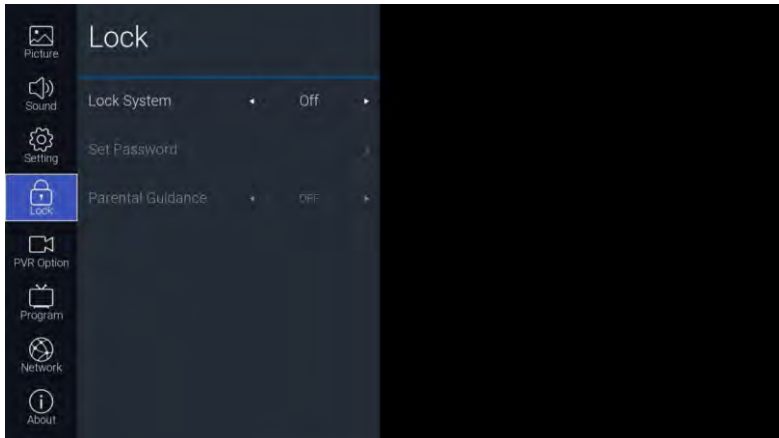 Picture
Sound
Setting
Lock
PVR Option
Program
Network
About
Lock
Lock System Off
Set Password
Parental Guidance OFF